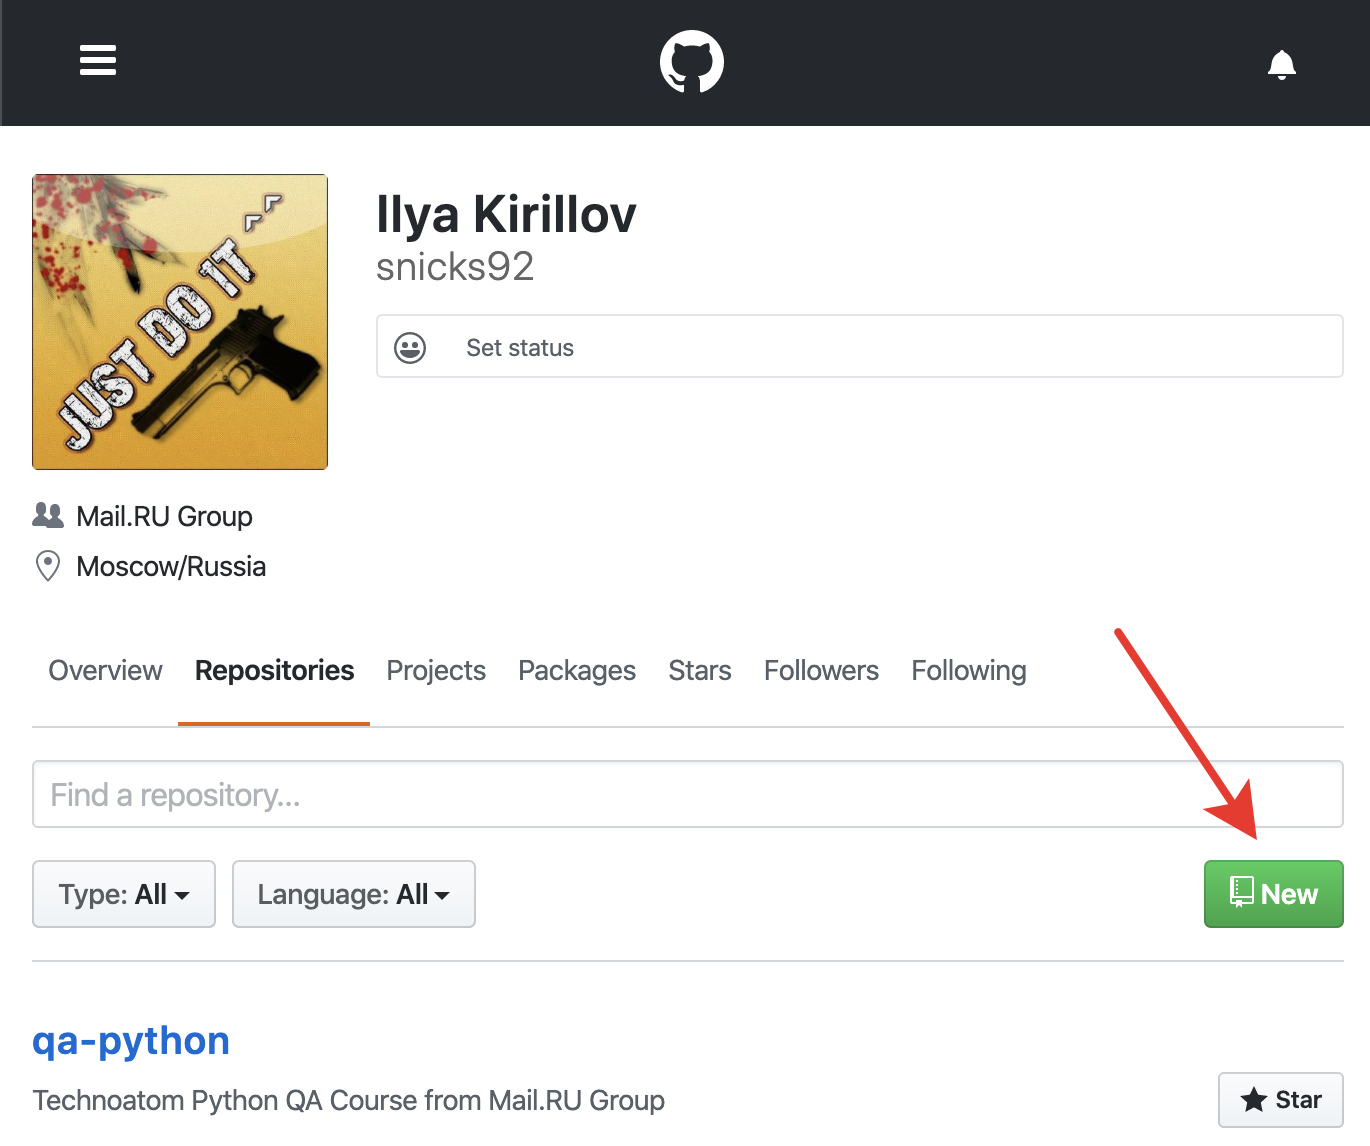 JUST DO IT
Ilya Kirillov
snicks92
Set status
Mail.RU Group
Moscow/Russia
Overview Repositories Projects Packages Stars Followers Following
Find a repository...
Type: All Language: All New
qa-python
Technoatom Python QA Course from Mail.RU Group
Star